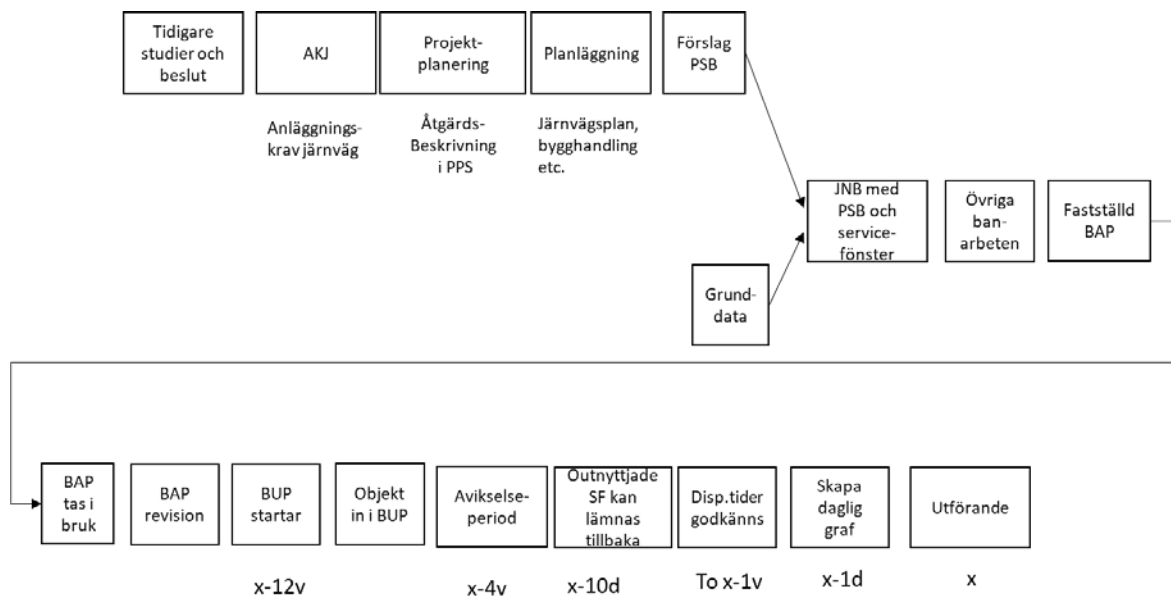 Tidigare
studier och
beslut
AKJ
Projekt-
planering
Planläggning
Förslag
PSB
Anläggnings-
krav järnväg
Åtgärds-
Beskrivning
i PPS
Järnvägsplan,
bygghandling
etc.
JNB med
PSB och
service-
fönster
Övriga
ban-
arbeten
Fastställd
BAP
Grund-
data
BAP
tas i
bruk
BAP
revision
BUP
startar
Objekt
in i BUP
Avikselse-
period
Outnyttjade
SF kan
lämnas
tillbaka
Disp.tider
godkänns
Skapa
daglig
graf
Utförande
x-12v
x-4v
x-10d
To x-1v
x-1d
x